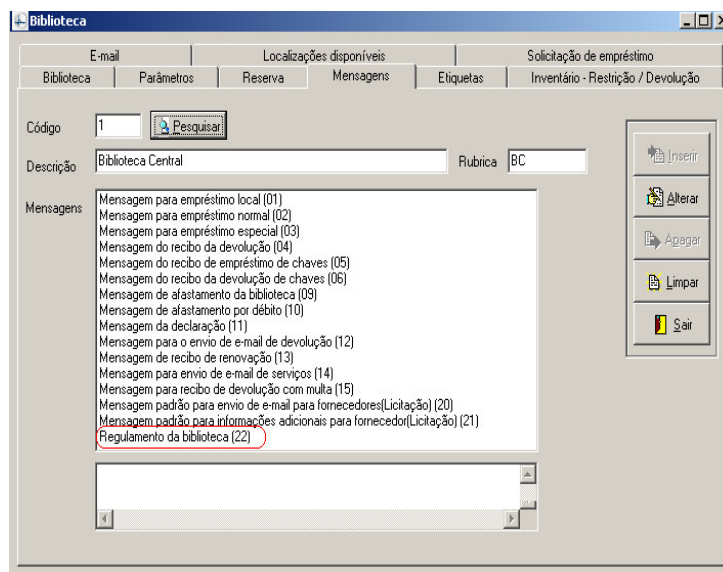 Biblioteca
E-mail Localizações disponíveis Solicitação de empréstimo
Biblioteca Parâmetros Reserva Mensagens Etiquetas Inventário - Restrição / Devolução
Código 1 Pesquisar
Descrição Biblioteca Central Rubrica BC
Mensagens
Mensagem para empréstimo local (01)
Mensagem para empréstimo normal (02)
Mensagem para empréstimo especial (03)
Mensagem do recibo da devolução (04)
Mensagem do recibo de empréstimo de chaves (05)
Mensagem do recibo da devolução de chaves (06)
Mensagem de afastamento da biblioteca (09)
Mensagem de afastamento por débito (10)
Mensagem da declaração (11)
Mensagem para o envio de e-mail de devolução (12)
Mensagem de recibo de renovação (13)
Mensagem para envio de e-mail de serviços (14)
Mensagem para recibo de devolução com multa (15)
Mensagem padrão para envio de e-mail para fornecedores(Licitação) (20)
Mensagem padrão para informações adicionais para fornecedor(Licitação) (21)
Regulamento da biblioteca (22)
Inserir
Alterar
Apagar
Limpar
Sair